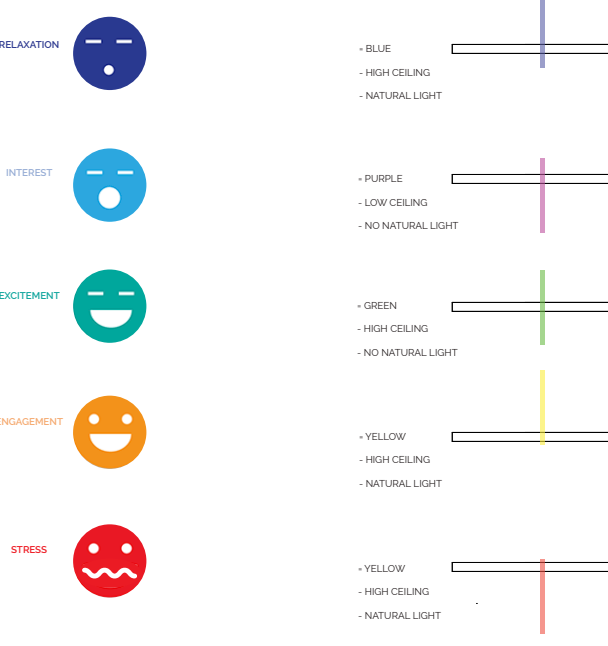 RELAXATION
= BLUE
- HIGH CEILING
- NATURAL LIGHT
INTEREST
= PURPLE
- LOW CEILING
- NO NATURAL LIGHT
EXCITEMENT
= GREEN
- HIGH CEILING
- NO NATURAL LIGHT
ENGAGEMENT
= YELLOW
- HIGH CEILING
- NATURAL LIGHT
STRESS
= YELLOW
- HIGH CEILING
- NATURAL LIGHT